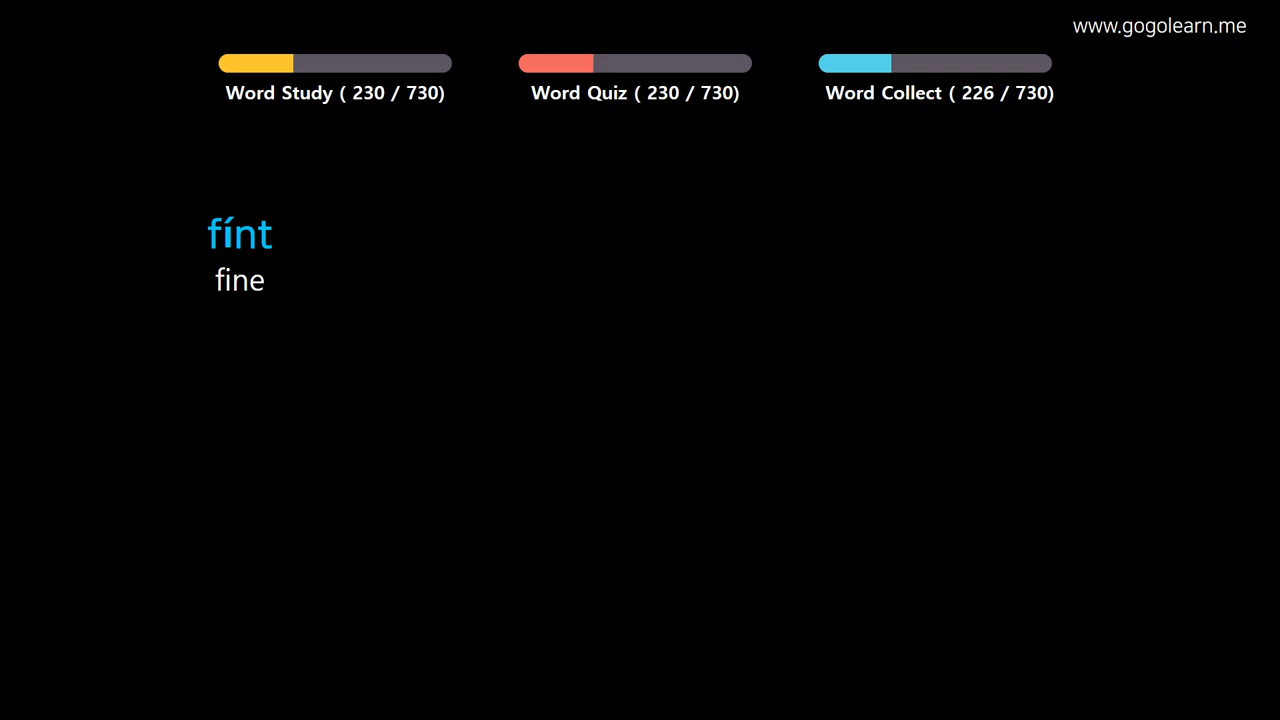 www.gogolearn.me
Word Study ( 230 / 730)
Word Quiz ( 230 / 730)
Word Collect ( 226 / 730)
fínt
fine